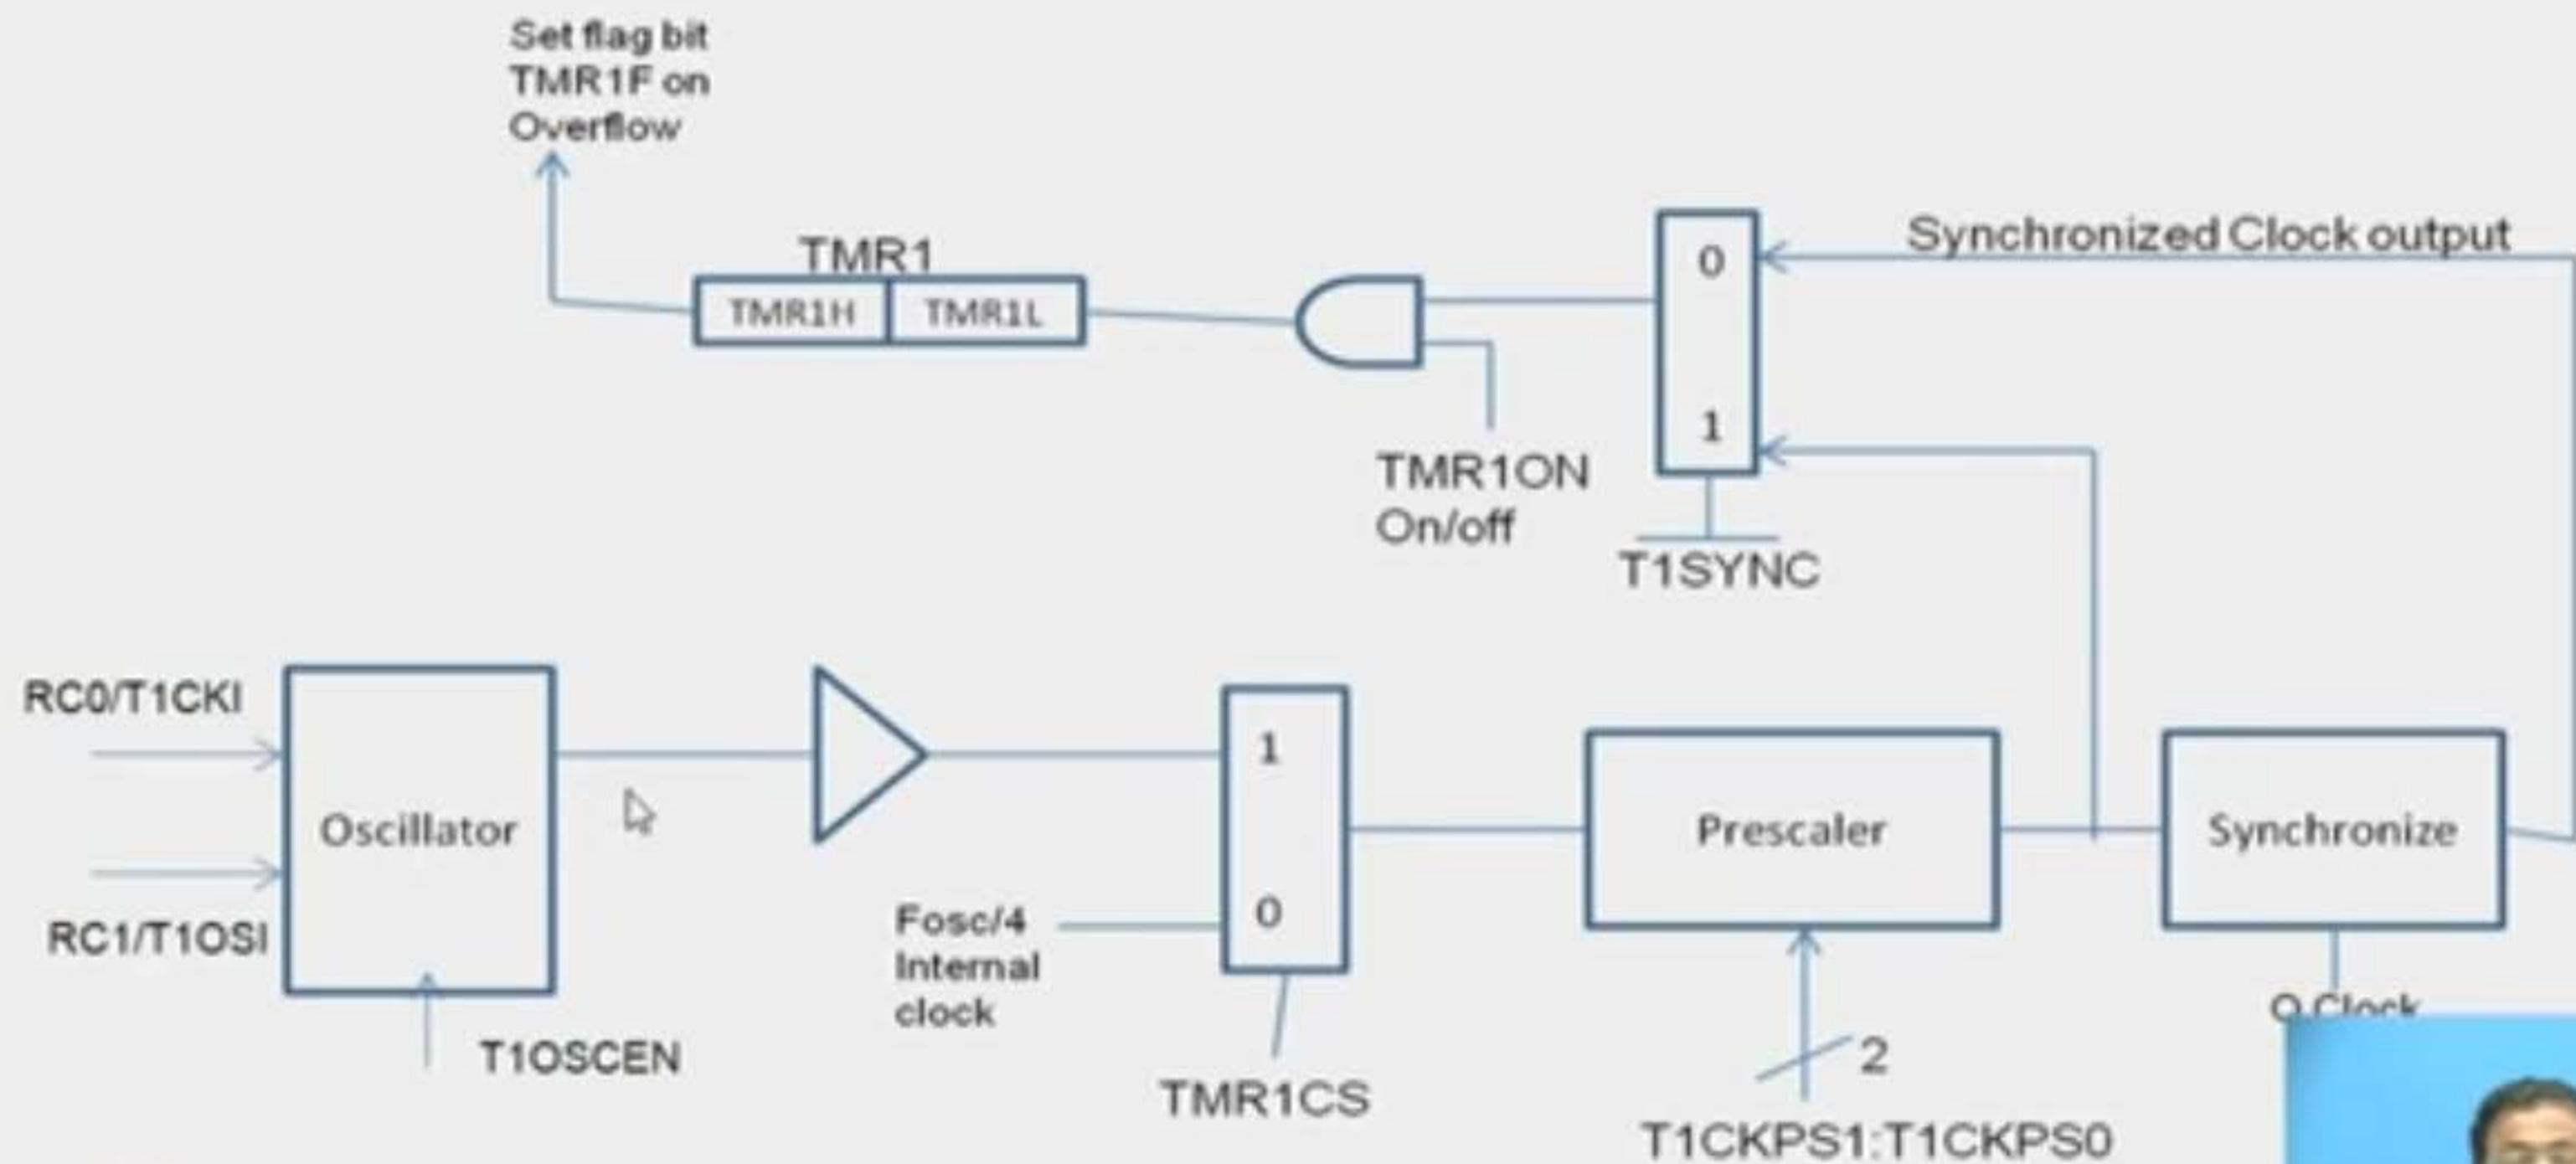 Set flag bit
TMR1F on
Overflow
TMR1
TMR1H
TMR1L
0
1
Synchronized Clock output
TMR1ON
On/off
T1SYNC
RC0/T1CKI
Oscillator
RC1/T1OSI
T1OSCEN
1
0
Fosc/4
Internal
clock
TMR1CS
Prescaler
2
T1CKPS1:T1CKPS0
Synchronize
Q Clock